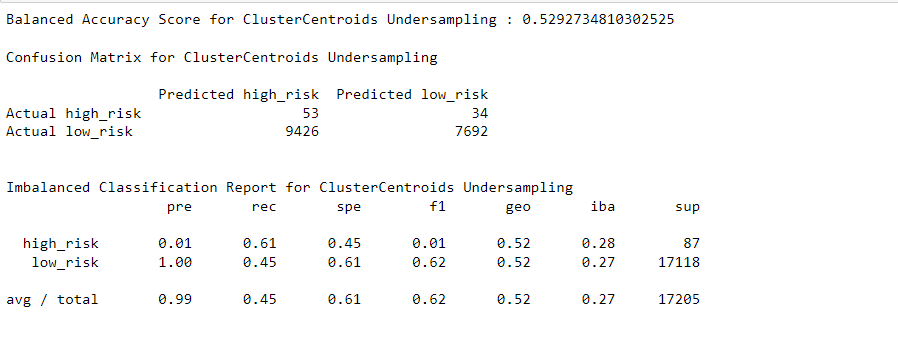 Balanced Accuracy Score for ClusterCentroids Undersampling : 0.5292734810302525
Confusion Matrix for ClusterCentroids Undersampling
Predicted high_risk Predicted low_risk
Actual high_risk 53 34
Actual low_risk 9426 7692
Imbalanced Classification Report for ClusterCentroids Undersampling
pre rec spe f1 geo iba sup
high_risk 0.01 0.61 0.45 0.01 0.52 0.28 87
low_risk 1.00 0.45 0.61 0.62 0.52 0.27 17118
avg / total 0.99 0.45 0.61 0.62 0.52 0.27 17205